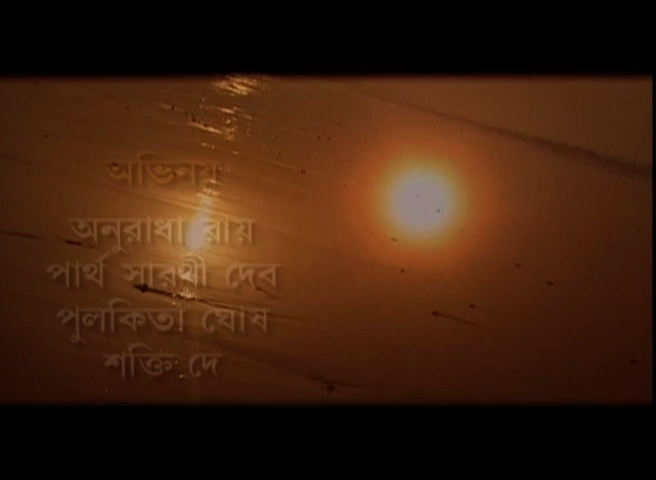 অভিনয়
অনুরাধা রায়
পার্থ সারথী দেব
পুলকিতা ঘোষ
শক্তি দে